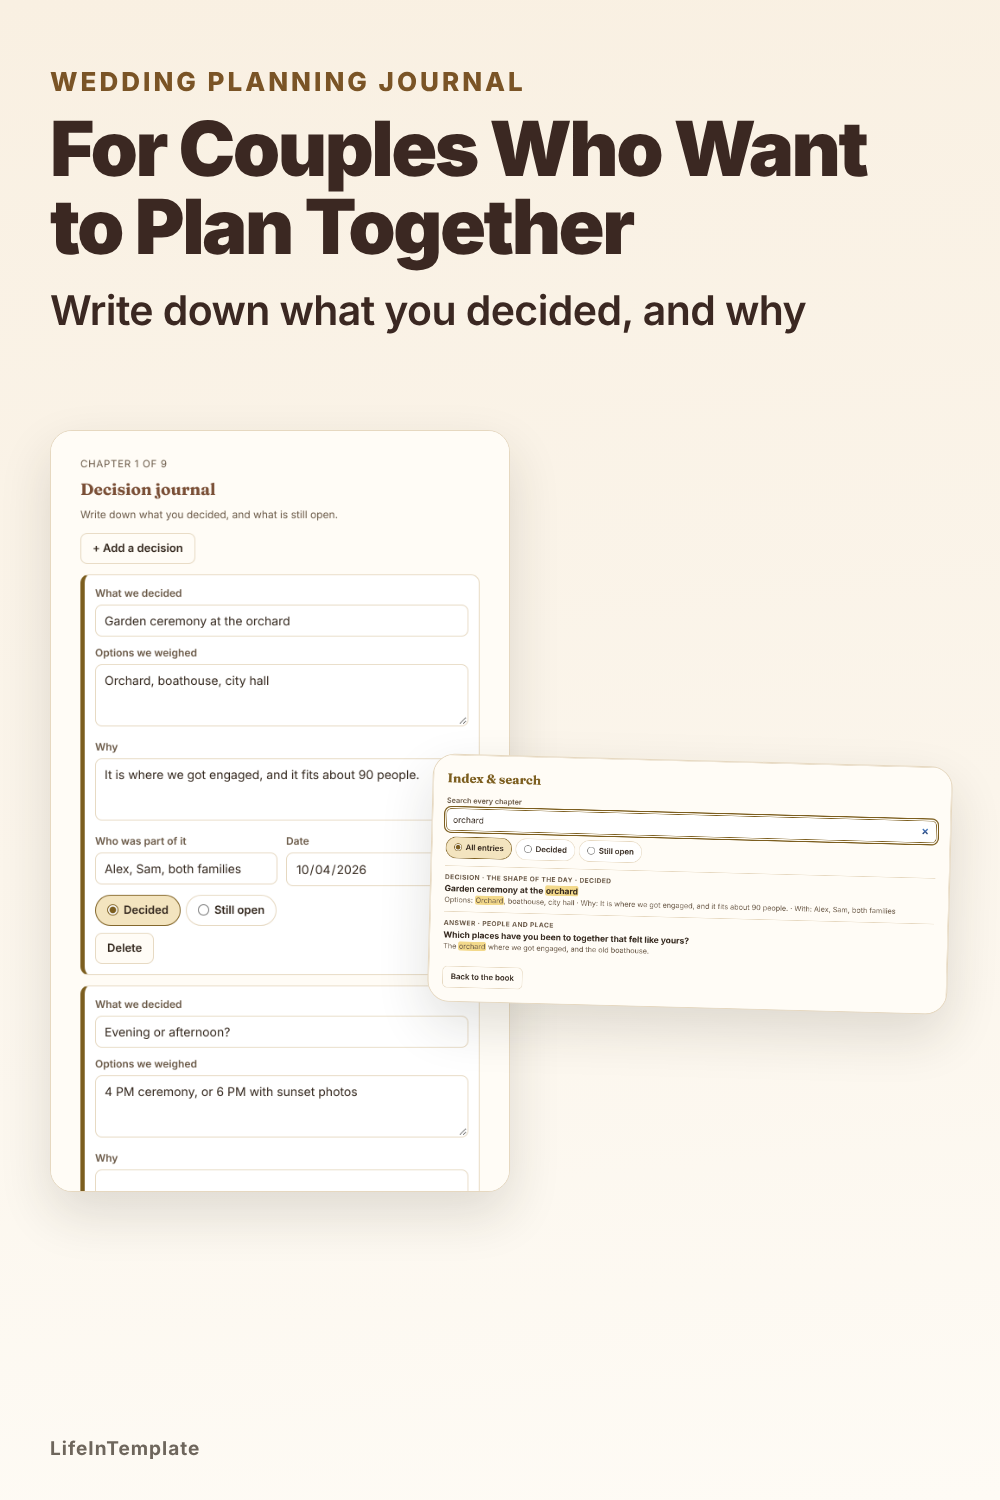 WEDDING PLANNING JOURNAL
For Couples Who Want
to Plan Together
Write down what you decided, and why
CHAPTER 1 OF 9
Decision journal
Write down what you decided, and what is still open.
+ Add a decision
What we decided
Garden ceremony at the orchard
Options we weighed
Orchard, boathouse, city hall
Why
It is where we got engaged, and it fits about 90 people.
Who was part of it
Date
Alex, Sam, both families
10/04/2026
Decided
Still open
Delete
What we decided
Evening or afternoon?
Options we weighed
4 PM ceremony, or 6 PM with sunset photos
Why
Index & search
Search every chapter
orchard
×
All entries
Decided
Still open
DECISION · THE SHAPE OF THE DAY · DECIDED
Garden ceremony at the orchard
Options: Orchard, boathouse, city hall · Why: It is where we got engaged, and it fits about 90 people. · With: Alex, Sam, both families
ANSWER · PEOPLE AND PLACE
Which places have you been to together that felt like yours?
The orchard where we got engaged, and the old boathouse.
Back to the book
LifeInTemplate